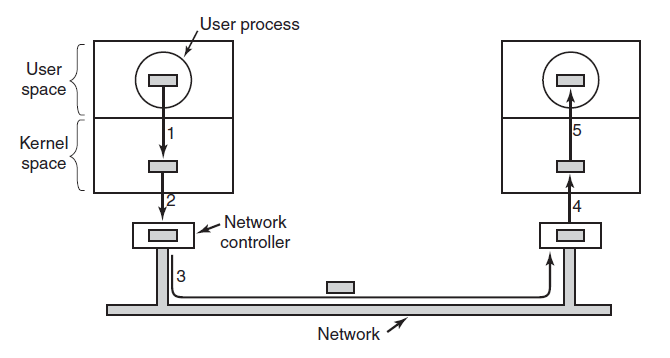 User process
User
space
1
5
Kernel
space
2
4
Network
controller
3
Network